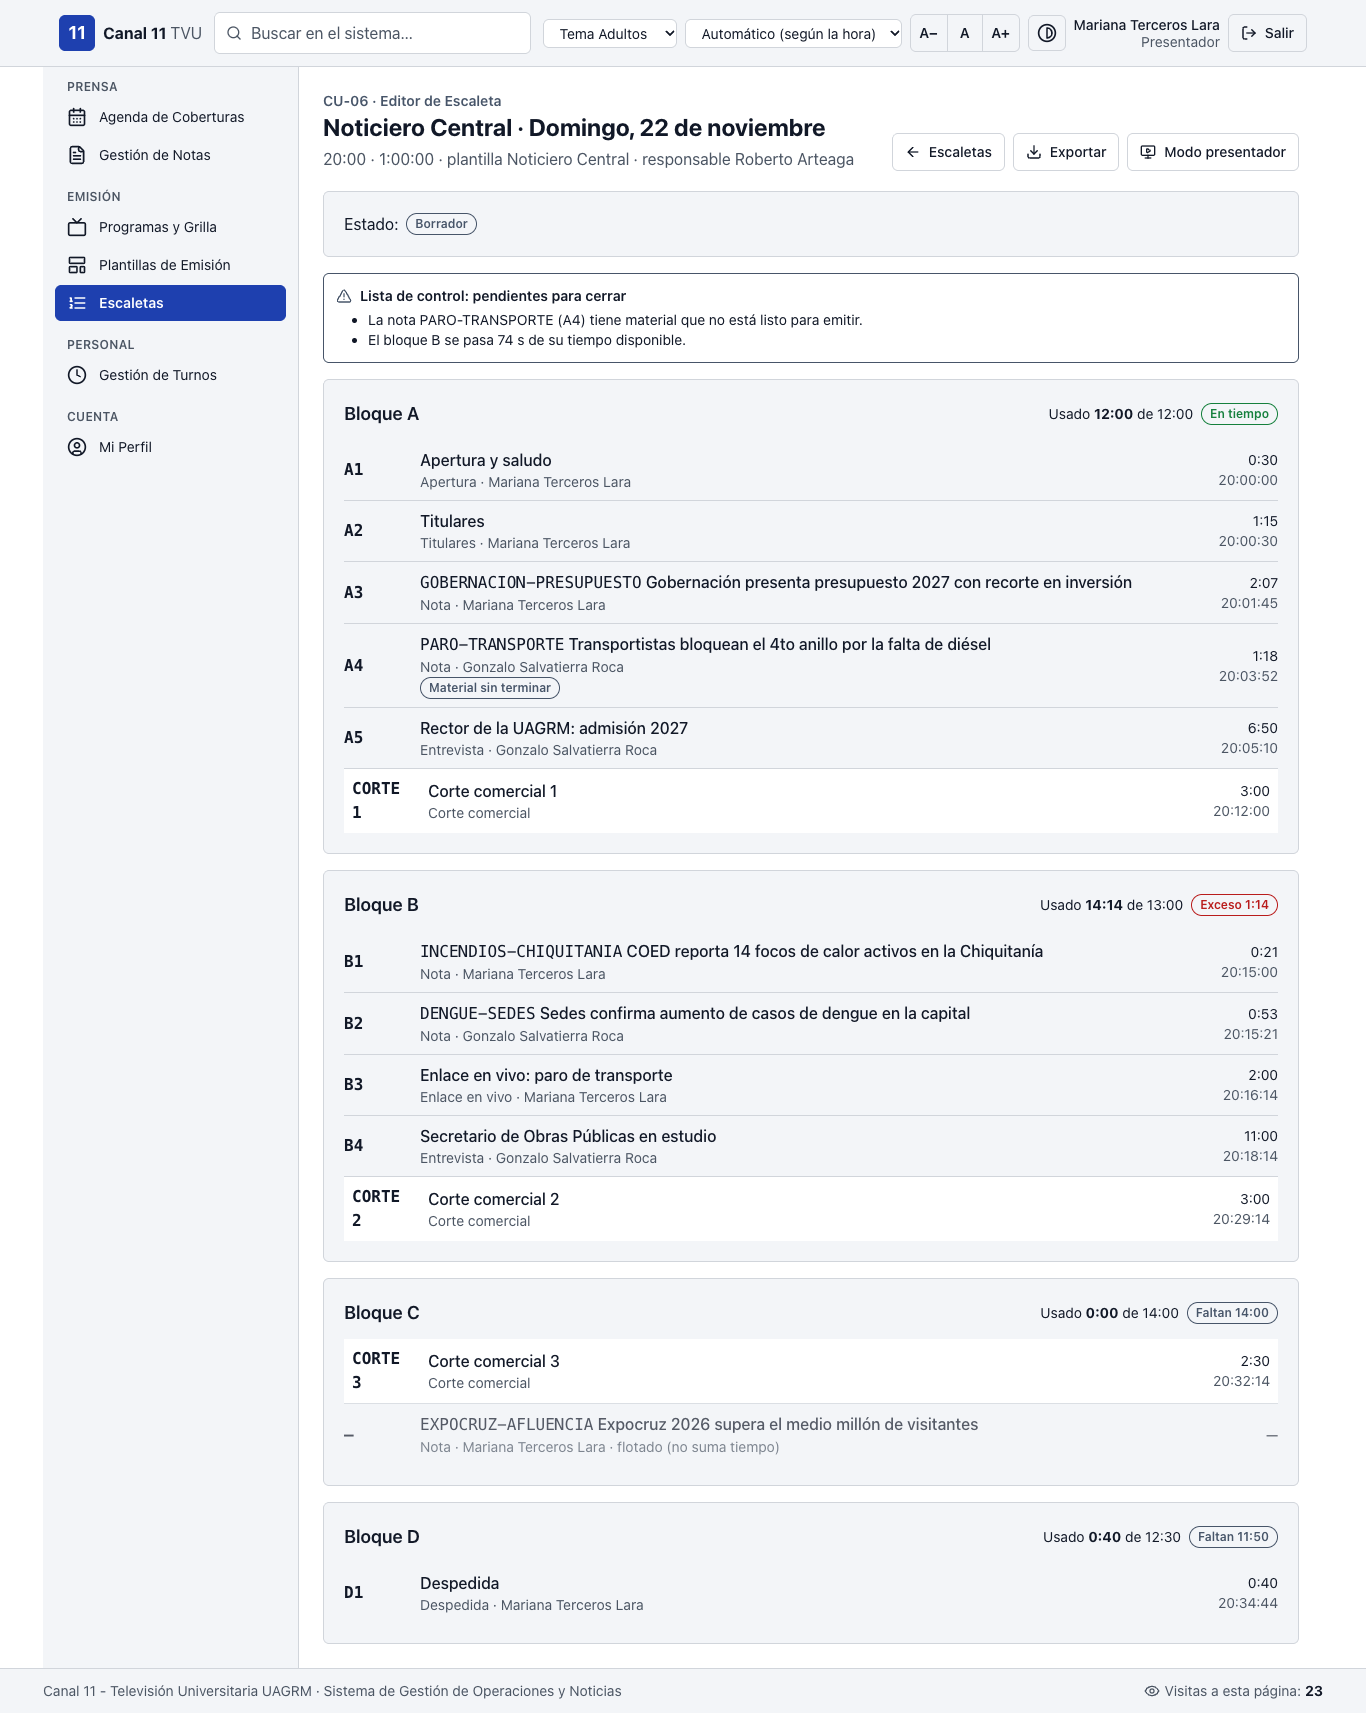 11 Canal 11 TVU
Buscar en el sistema...
Tema Adultos
Automático (según la hora)
A−
A
A+
Mariana Terceros Lara
Presentador
Salir
PRENSA
Agenda de Coberturas
Gestión de Notas
EMISIÓN
Programas y Grilla
Plantillas de Emisión
Escaletas
PERSONAL
Gestión de Turnos
CUENTA
Mi Perfil
CU-06 · Editor de Escaleta
Noticiero Central · Domingo, 22 de noviembre
20:00 · 1:00:00 · plantilla Noticiero Central · responsable Roberto Arteaga
Escaletas
Exportar
Modo presentador
Estado: Borrador
Lista de control: pendientes para cerrar
• La nota PARO-TRANSPORTE (A4) tiene material que no está listo para emitir.
• El bloque B se pasa 74 s de su tiempo disponible.
Bloque A
Usado 12:00 de 12:00 En tiempo
A1
Apertura y saludo
Apertura · Mariana Terceros Lara
0:30
20:00:00
A2
Titulares
Titulares · Mariana Terceros Lara
1:15
20:00:30
A3
GOBERNACION-PRESUPUESTO Gobernación presenta presupuesto 2027 con recorte en inversión
Nota · Mariana Terceros Lara
2:07
20:01:45
A4
PARO-TRANSPORTE Transportistas bloquean el 4to anillo por la falta de diésel
Nota · Gonzalo Salvatierra Roca
Material sin terminar
1:18
20:03:52
A5
Rector de la UAGRM: admisión 2027
Entrevista · Gonzalo Salvatierra Roca
6:50
20:05:10
CORTE
1
Corte comercial 1
Corte comercial
3:00
20:12:00
Bloque B
Usado 14:14 de 13:00 Exceso 1:14
B1
INCENDIOS-CHIQUITANIA COED reporta 14 focos de calor activos en la Chiquitanía
Nota · Mariana Terceros Lara
0:21
20:15:00
B2
DENGUE-SEDES Sedes confirma aumento de casos de dengue en la capital
Nota · Gonzalo Salvatierra Roca
0:53
20:15:21
B3
Enlace en vivo: paro de transporte
Enlace en vivo · Mariana Terceros Lara
2:00
20:16:14
B4
Secretario de Obras Públicas en estudio
Entrevista · Gonzalo Salvatierra Roca
11:00
20:18:14
CORTE
2
Corte comercial 2
Corte comercial
3:00
20:29:14
Bloque C
Usado 0:00 de 14:00 Faltan 14:00
CORTE
3
Corte comercial 3
Corte comercial
2:30
20:32:14
—
EXPOCRUZ-AFLUENCIA Expocruz 2026 supera el medio millón de visitantes
Nota · Mariana Terceros Lara · flotado (no suma tiempo)
—
Bloque D
Usado 0:40 de 12:30 Faltan 11:50
D1
Despedida
Despedida · Mariana Terceros Lara
0:40
20:34:44
Canal 11 - Televisión Universitaria UAGRM · Sistema de Gestión de Operaciones y Noticias
Visitas a esta página: 23